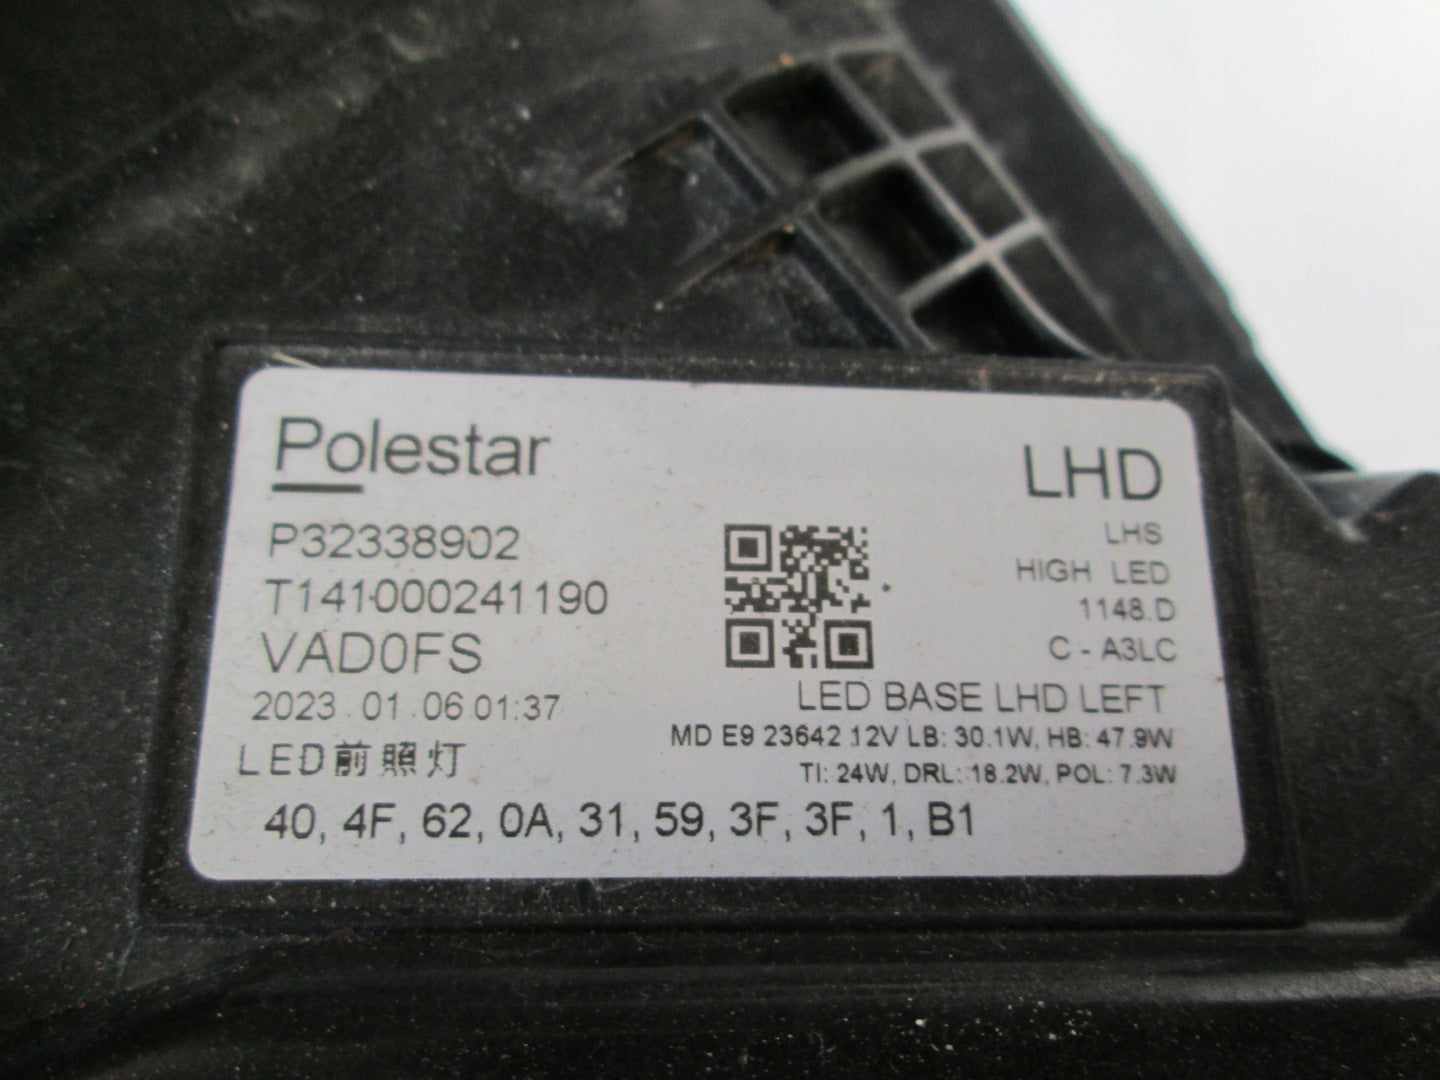 Polestar
LHD
P32338902
T141000241190
VAD0FS
2023.01.06 01:37
LED前照灯
LHS
HIGH LED
1148.D
C - A3LC
LED BASE LHD LEFT
MD E9 23642 12V LB: 30.1W, HB: 47.9W
TI: 24W, DRL: 18.2W, POL: 7.3W
40, 4F, 62, 0A, 31, 59, 3F, 3F, 1, B1